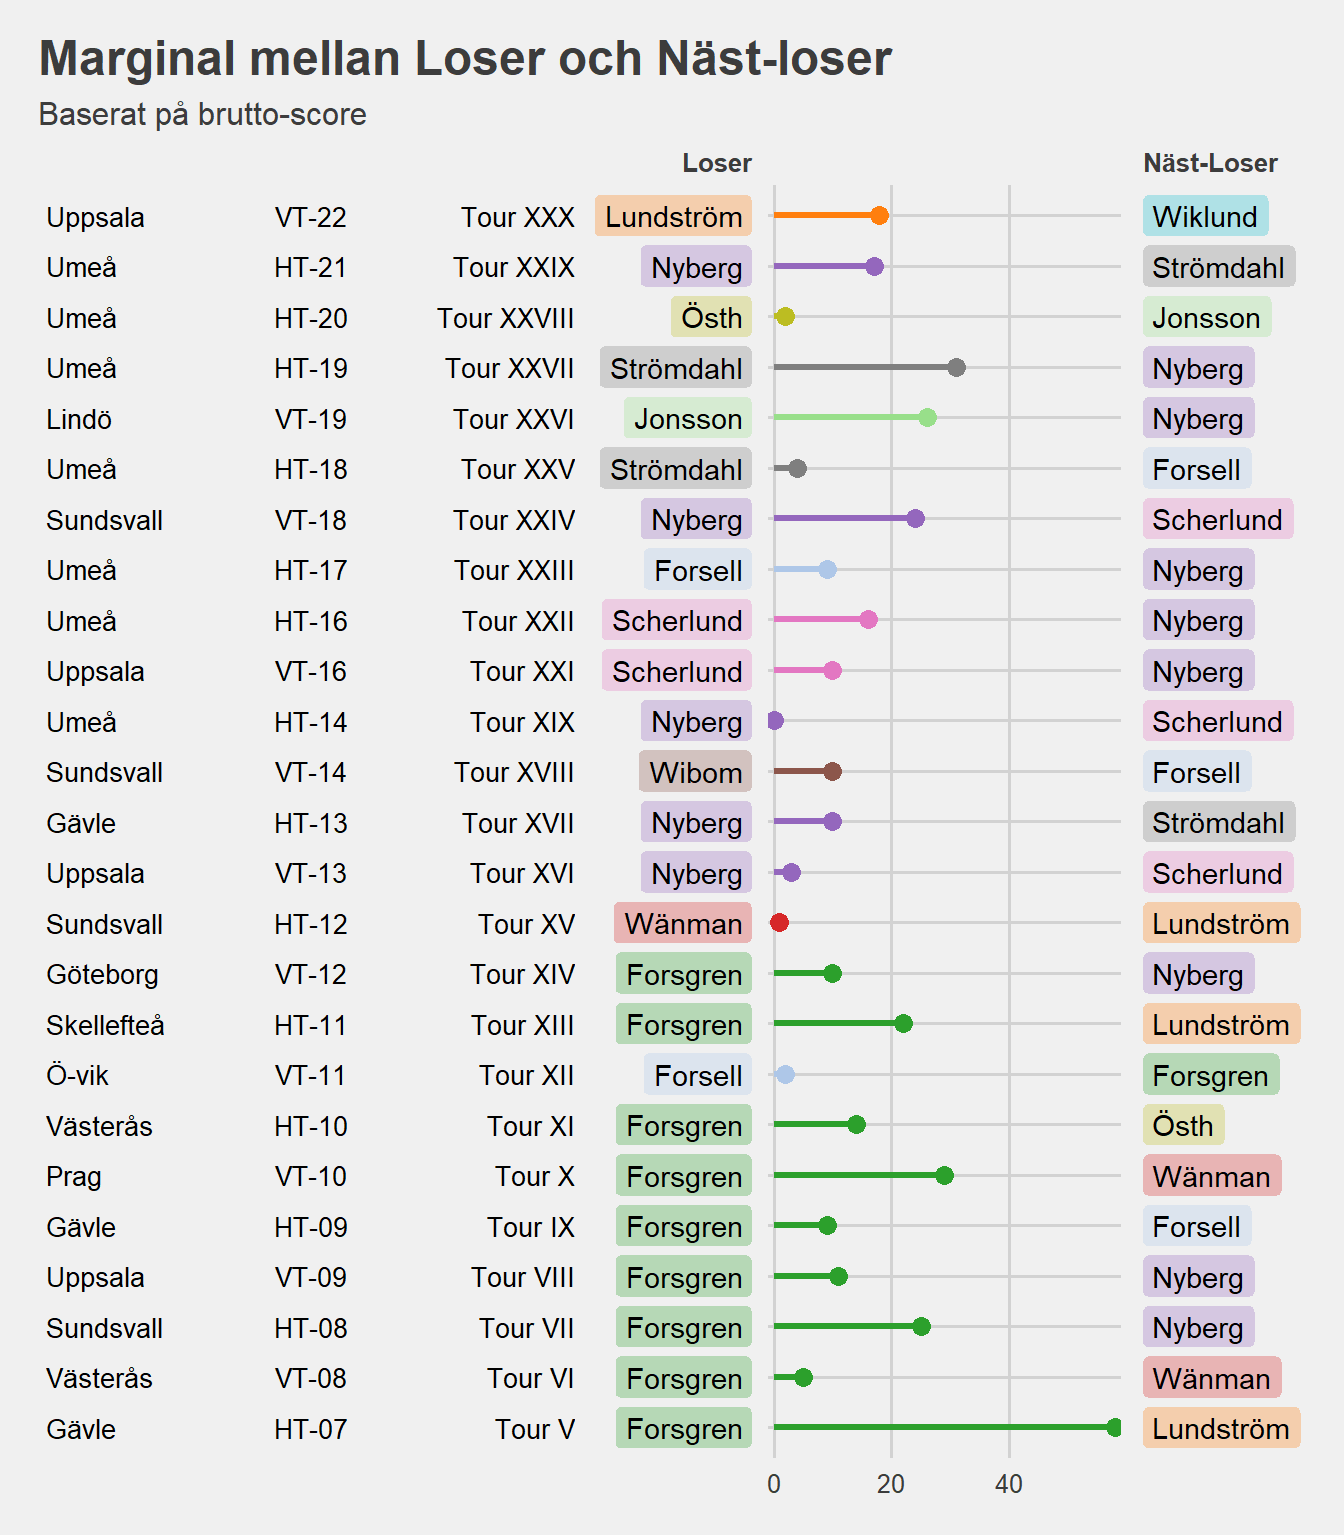 Marginal mellan Loser och Näst-loser
Baserat på brutto-score
Loser Näst-Loser
Uppsala VT-22 Tour XXX Lundström Wiklund
Umeå HT-21 Tour XXIX Nyberg Strömdahl
Umeå HT-20 Tour XXVIII Östh Jonsson
Umeå HT-19 Tour XXVII Strömdahl Nyberg
Lindö VT-19 Tour XXVI Jonsson Nyberg
Umeå HT-18 Tour XXV Strömdahl Forsell
Sundsvall VT-18 Tour XXIV Nyberg Scherlund
Umeå HT-17 Tour XXIII Forsell Nyberg
Umeå HT-16 Tour XXII Scherlund Nyberg
Uppsala VT-16 Tour XXI Scherlund Nyberg
Umeå HT-14 Tour XIX Nyberg Scherlund
Sundsvall VT-14 Tour XVIII Wibom Forsell
Gävle HT-13 Tour XVII Nyberg Strömdahl
Uppsala VT-13 Tour XVI Nyberg Scherlund
Sundsvall HT-12 Tour XV Wänman Lundström
Göteborg VT-12 Tour XIV Forsgren Nyberg
Skellefteå HT-11 Tour XIII Forsgren Lundström
Ö-vik VT-11 Tour XII Forsell Forsgren
Västerås HT-10 Tour XI Forsgren Östh
Prag VT-10 Tour X Forsgren Wänman
Gävle HT-09 Tour IX Forsgren Forsell
Uppsala VT-09 Tour VIII Forsgren Nyberg
Sundsvall HT-08 Tour VII Forsgren Nyberg
Västerås VT-08 Tour VI Forsgren Wänman
Gävle HT-07 Tour V Forsgren Lundström
0 20 40